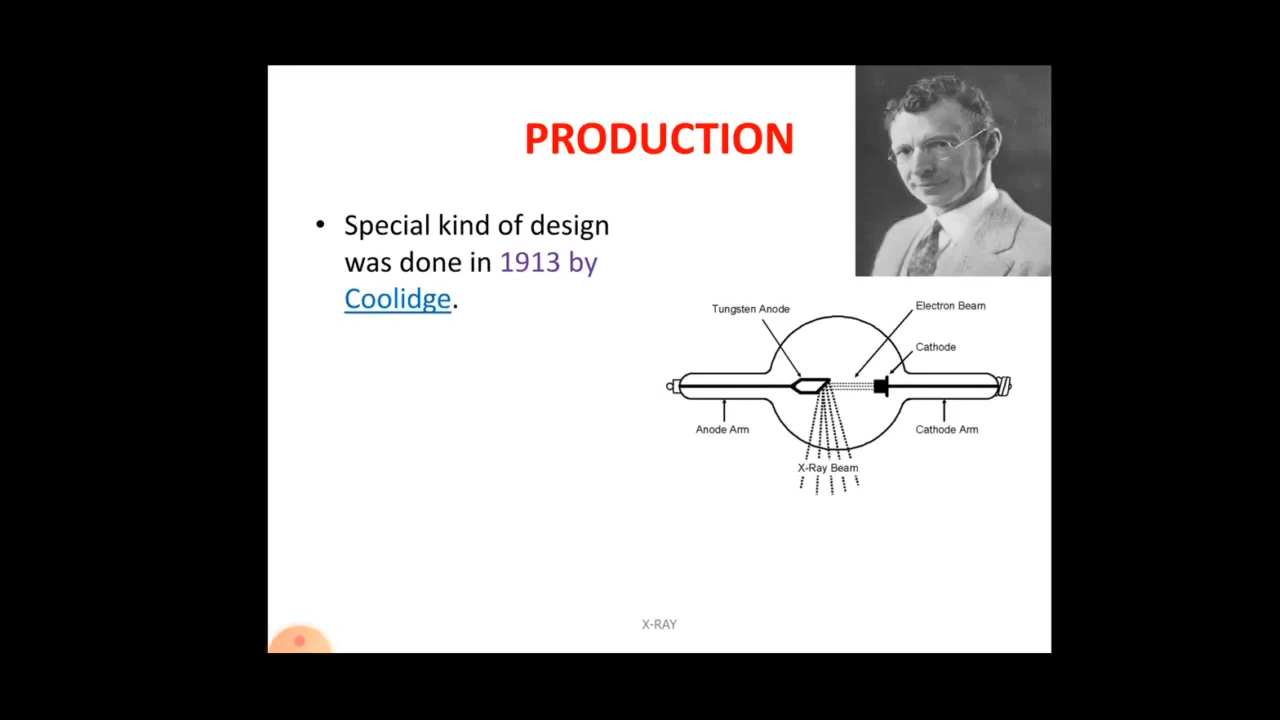 PRODUCTION
• Special kind of design
was done in 1913 by
Coolidge.
Tungsten Anode
Electron Beam
Cathode
Anode Arm
Cathode Arm
X-Ray Beam
X-RAY